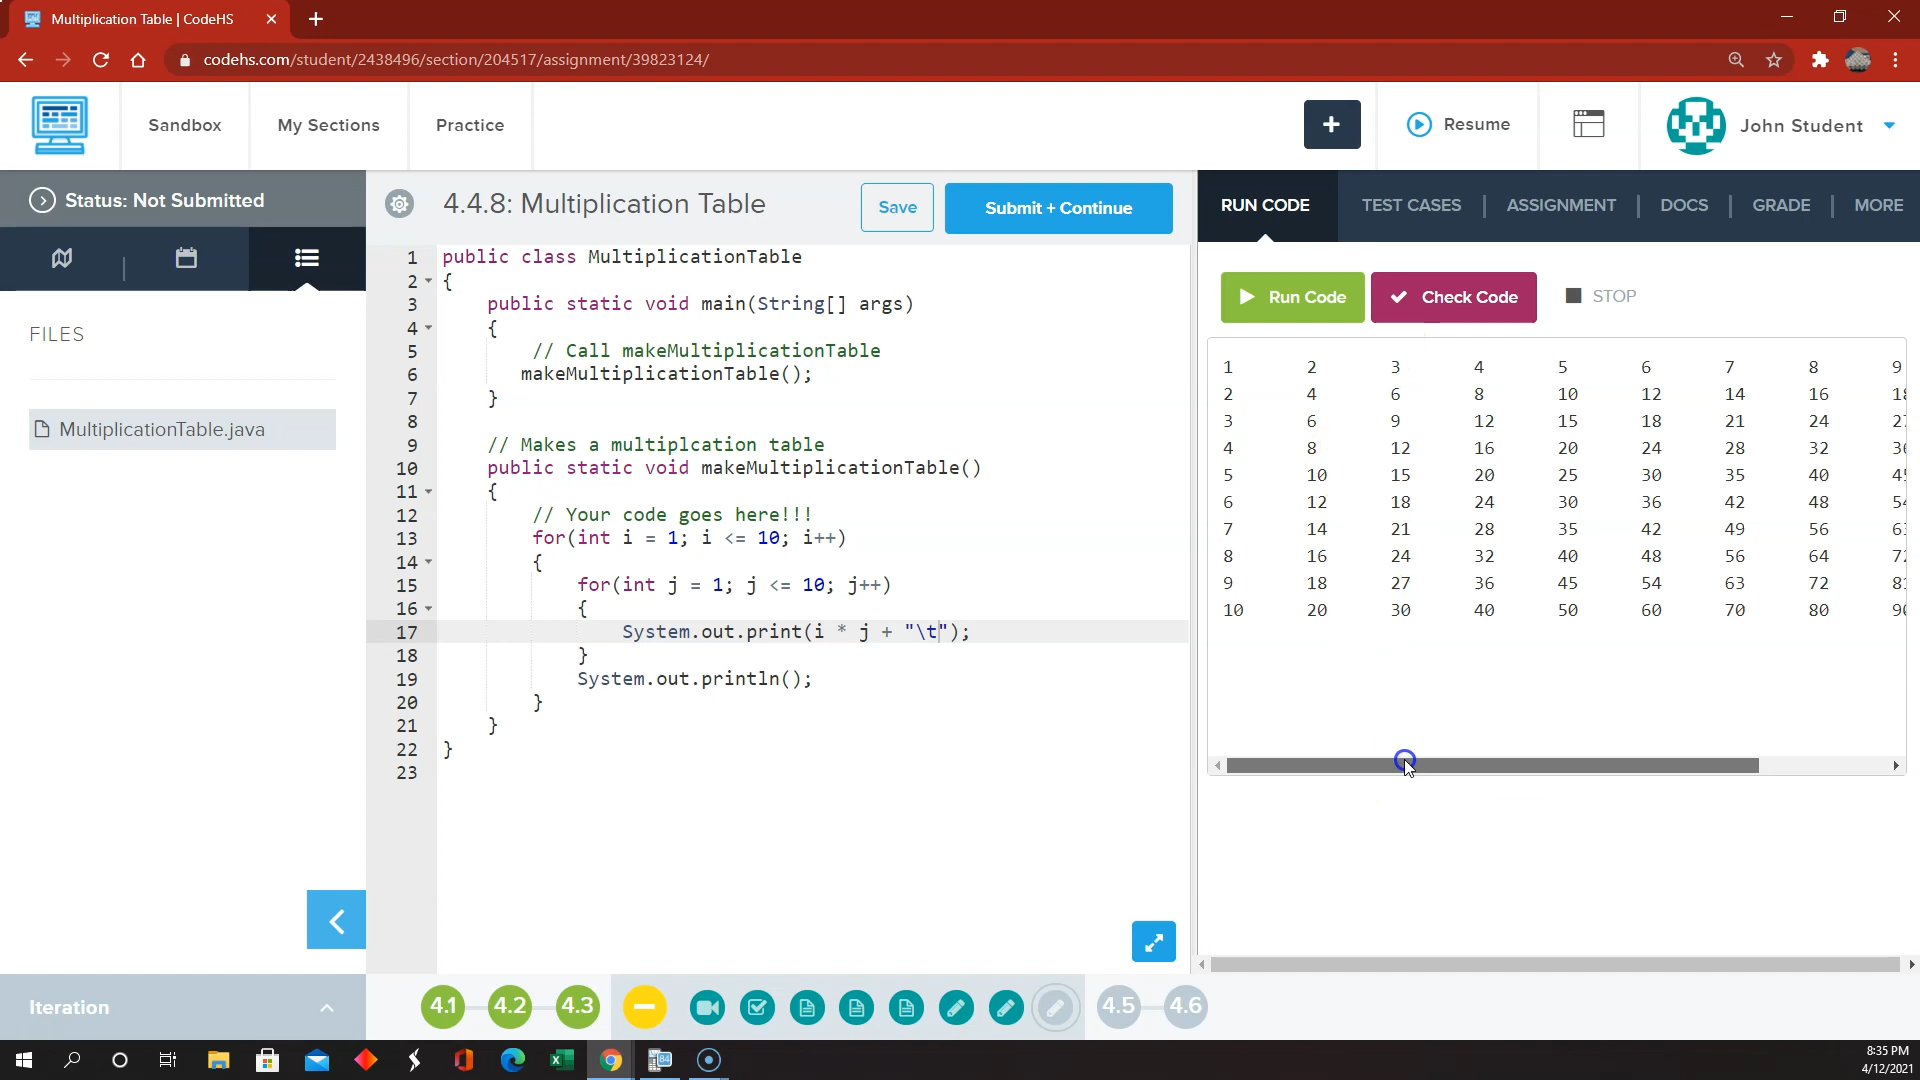 Multiplication Table | CodeHS
codehs.com/student/2438496/section/204517/assignment/39823124/
Sandbox
My Sections
Practice
+
Resume
John Student
Status: Not Submitted
4.4.8: Multiplication Table
Save
Submit + Continue
RUN CODE
TEST CASES
ASSIGNMENT
DOCS
GRADE
MORE
FILES
MultiplicationTable.java
1 public class MultiplicationTable
2 {
3 public static void main(String[] args)
4 {
5 // Call makeMultiplicationTable
6 makeMultiplicationTable();
7 }
8
9 // Makes a multiplcation table
10 public static void makeMultiplicationTable()
11 {
12 // Your code goes here!!!
13 for(int i = 1; i <= 10; i++)
14 {
15 for(int j = 1; j <= 10; j++)
16 {
17 System.out.print(i * j + "\t");
18 }
19 System.out.println();
20 }
21 }
22 }
23
Run Code
Check Code
STOP
1 2 3 4 5 6 7 8 9
2 4 6 8 10 12 14 16
3 6 9 12 15 18 21 24
4 8 12 16 20 24 28 32
5 10 15 20 25 30 35 40
6 12 18 24 30 36 42 48
7 14 21 28 35 42 49 56
8 16 24 32 40 48 56 64
9 18 27 36 45 54 63 72
10 20 30 40 50 60 70 80
Iteration
4.1 4.2 4.3 4.5 4.6
84
8:35 PM
4/12/2021